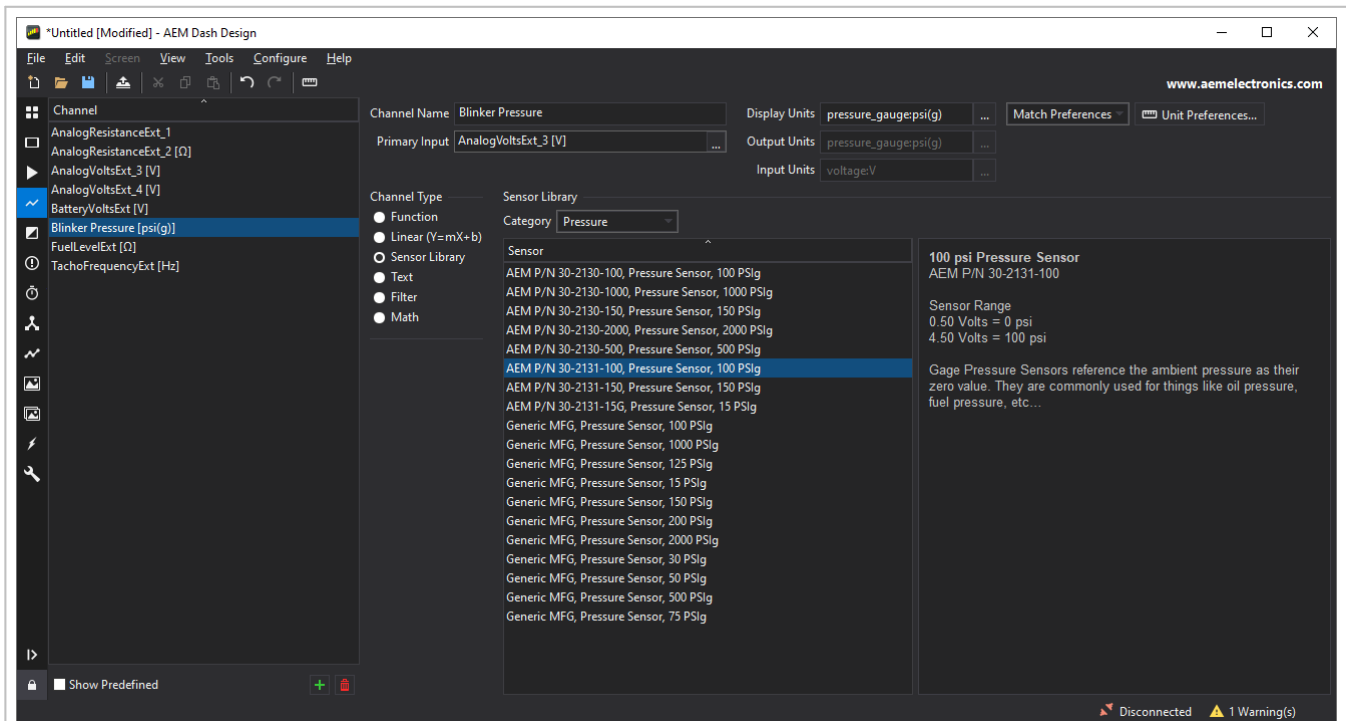 *Untitled [Modified] - AEM Dash Design
File Edit Screen View Tools Configure Help
www.aemelectronics.com
Channel
AnalogResistanceExt_1
AnalogResistanceExt_2 [Ω]
AnalogVoltsExt_3 [V]
AnalogVoltsExt_4 [V]
BatteryVoltsExt [V]
Blinker Pressure [psi(g)]
FuelLevelExt [Ω]
TachoFrequencyExt [Hz]
Show Predefined
Channel Name Blinker Pressure
Primary Input AnalogVoltsExt_3 [V] ...
Display Units pressure_gauge:psi(g) ... Match Preferences Unit Preferences...
Output Units pressure_gauge:psi(g) ...
Input Units voltage:V ...
Channel Type
Function
Linear (Y=mX+b)
Sensor Library
Text
Filter
Math
Sensor Library
Category Pressure
Sensor
AEM P/N 30-2130-100, Pressure Sensor, 100 PSIg
AEM P/N 30-2130-1000, Pressure Sensor, 1000 PSIg
AEM P/N 30-2130-150, Pressure Sensor, 150 PSIg
AEM P/N 30-2130-2000, Pressure Sensor, 2000 PSIg
AEM P/N 30-2130-500, Pressure Sensor, 500 PSIg
AEM P/N 30-2131-100, Pressure Sensor, 100 PSIg
AEM P/N 30-2131-150, Pressure Sensor, 150 PSIg
AEM P/N 30-2131-15G, Pressure Sensor, 15 PSIg
Generic MFG, Pressure Sensor, 100 PSIg
Generic MFG, Pressure Sensor, 1000 PSIg
Generic MFG, Pressure Sensor, 125 PSIg
Generic MFG, Pressure Sensor, 15 PSIg
Generic MFG, Pressure Sensor, 150 PSIg
Generic MFG, Pressure Sensor, 200 PSIg
Generic MFG, Pressure Sensor, 2000 PSIg
Generic MFG, Pressure Sensor, 30 PSIg
Generic MFG, Pressure Sensor, 50 PSIg
Generic MFG, Pressure Sensor, 500 PSIg
Generic MFG, Pressure Sensor, 75 PSIg
100 psi Pressure Sensor
AEM P/N 30-2131-100
Sensor Range
0.50 Volts = 0 psi
4.50 Volts = 100 psi
Gage Pressure Sensors reference the ambient pressure as their
zero value. They are commonly used for things like oil pressure,
fuel pressure, etc...
Disconnected 1 Warning(s)